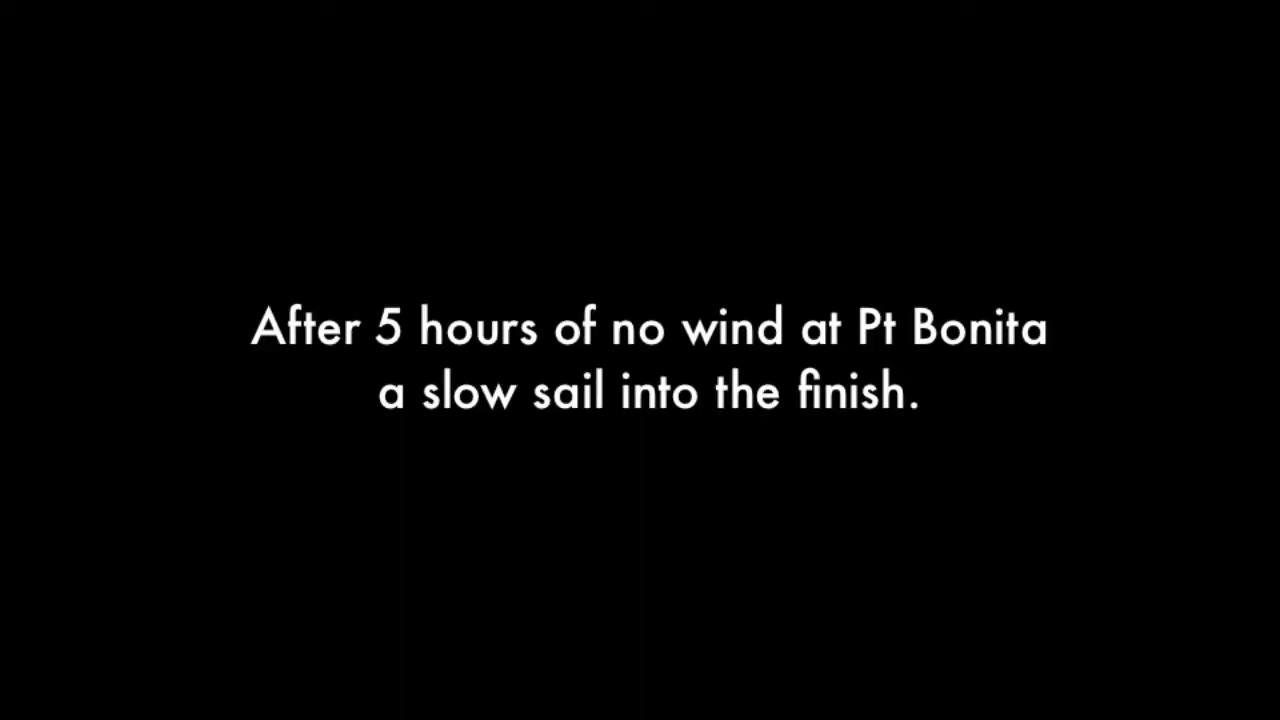 After 5 hours of no wind at Pt Bonita
a slow sail into the finish.